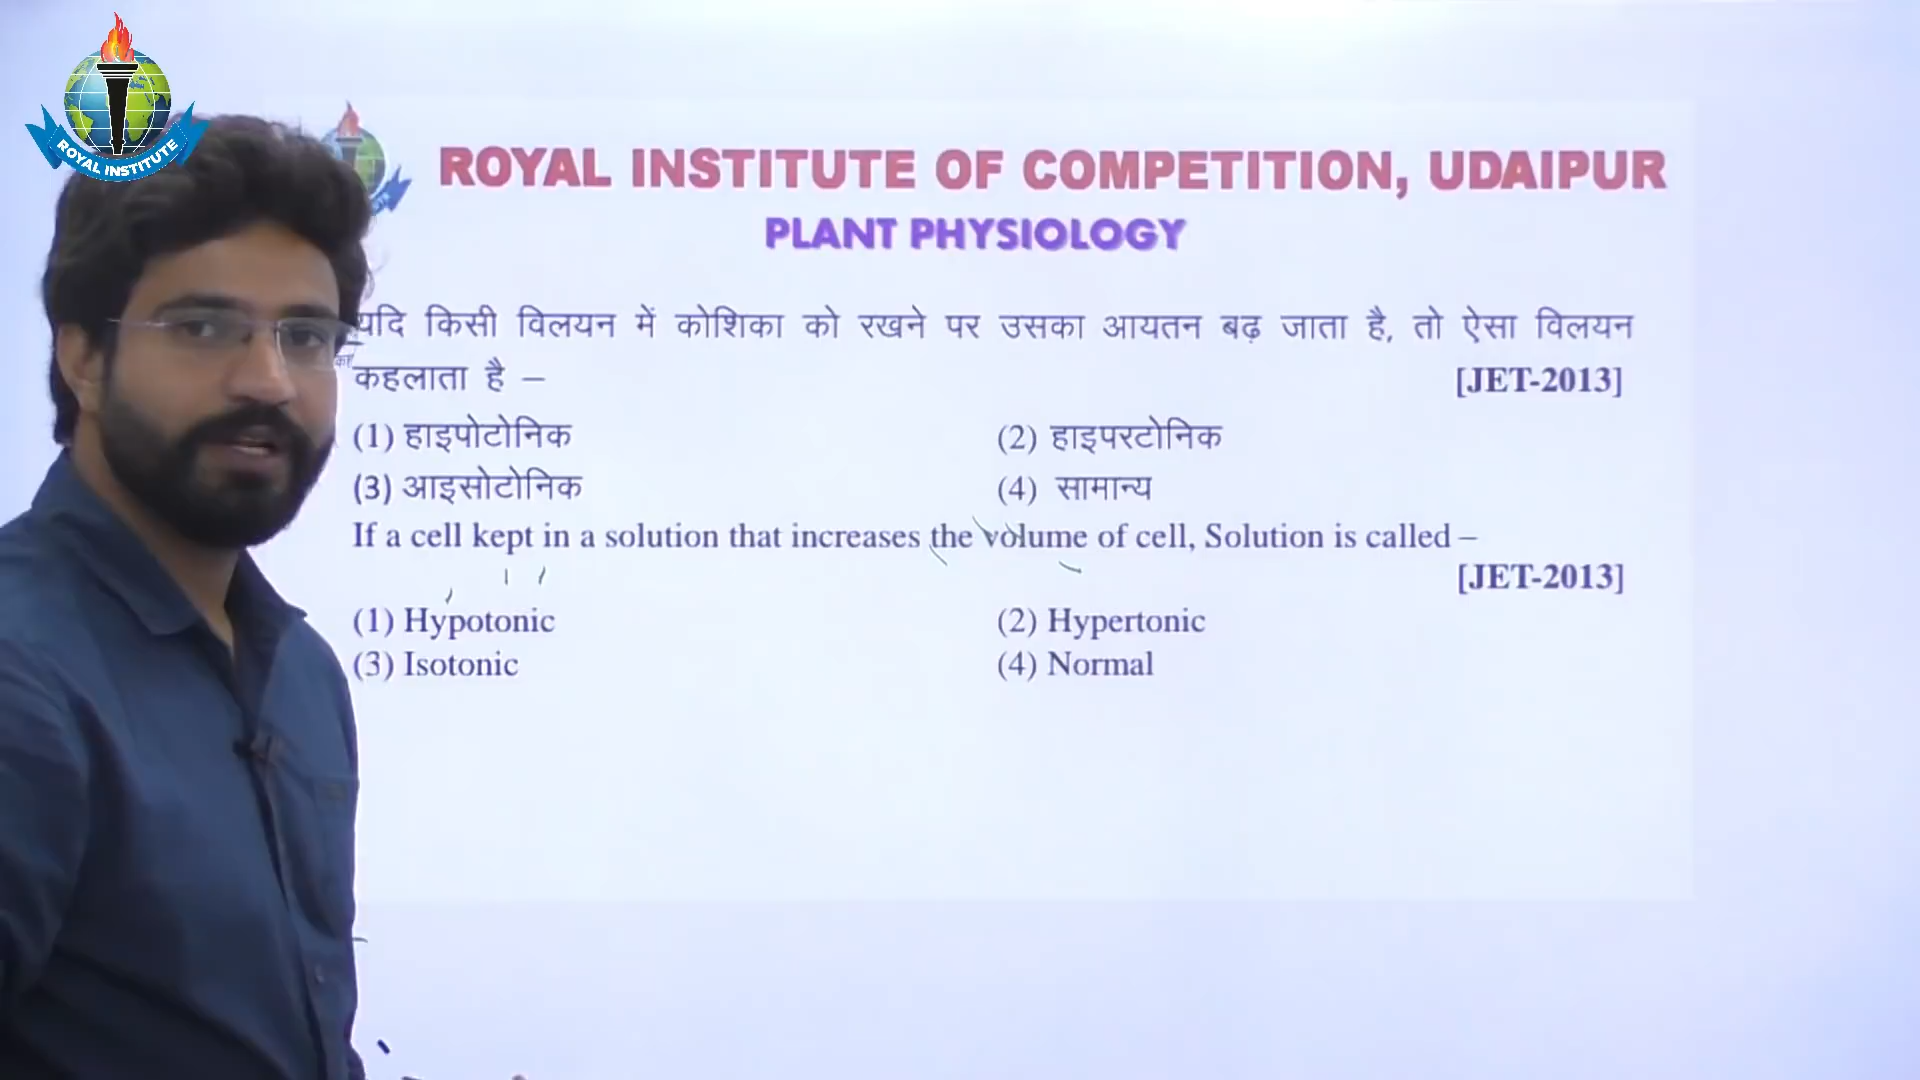 ROYAL INSTITUTE
ROYAL INSTITUTE OF COMPETITION, UDAIPUR
PLANT PHYSIOLOGY
यदि किसी विलयन में कोशिका को रखने पर उसका आयतन बढ़ जाता है, तो ऐसा विलयन
कहलाता है –
[JET-2013]
(1) हाइपोटोनिक
(2) हाइपरटोनिक
(3) आइसोटोनिक
(4) सामान्य
If a cell kept in a solution that increases the volume of cell, Solution is called –
[JET-2013]
(1) Hypotonic
(2) Hypertonic
(3) Isotonic
(4) Normal